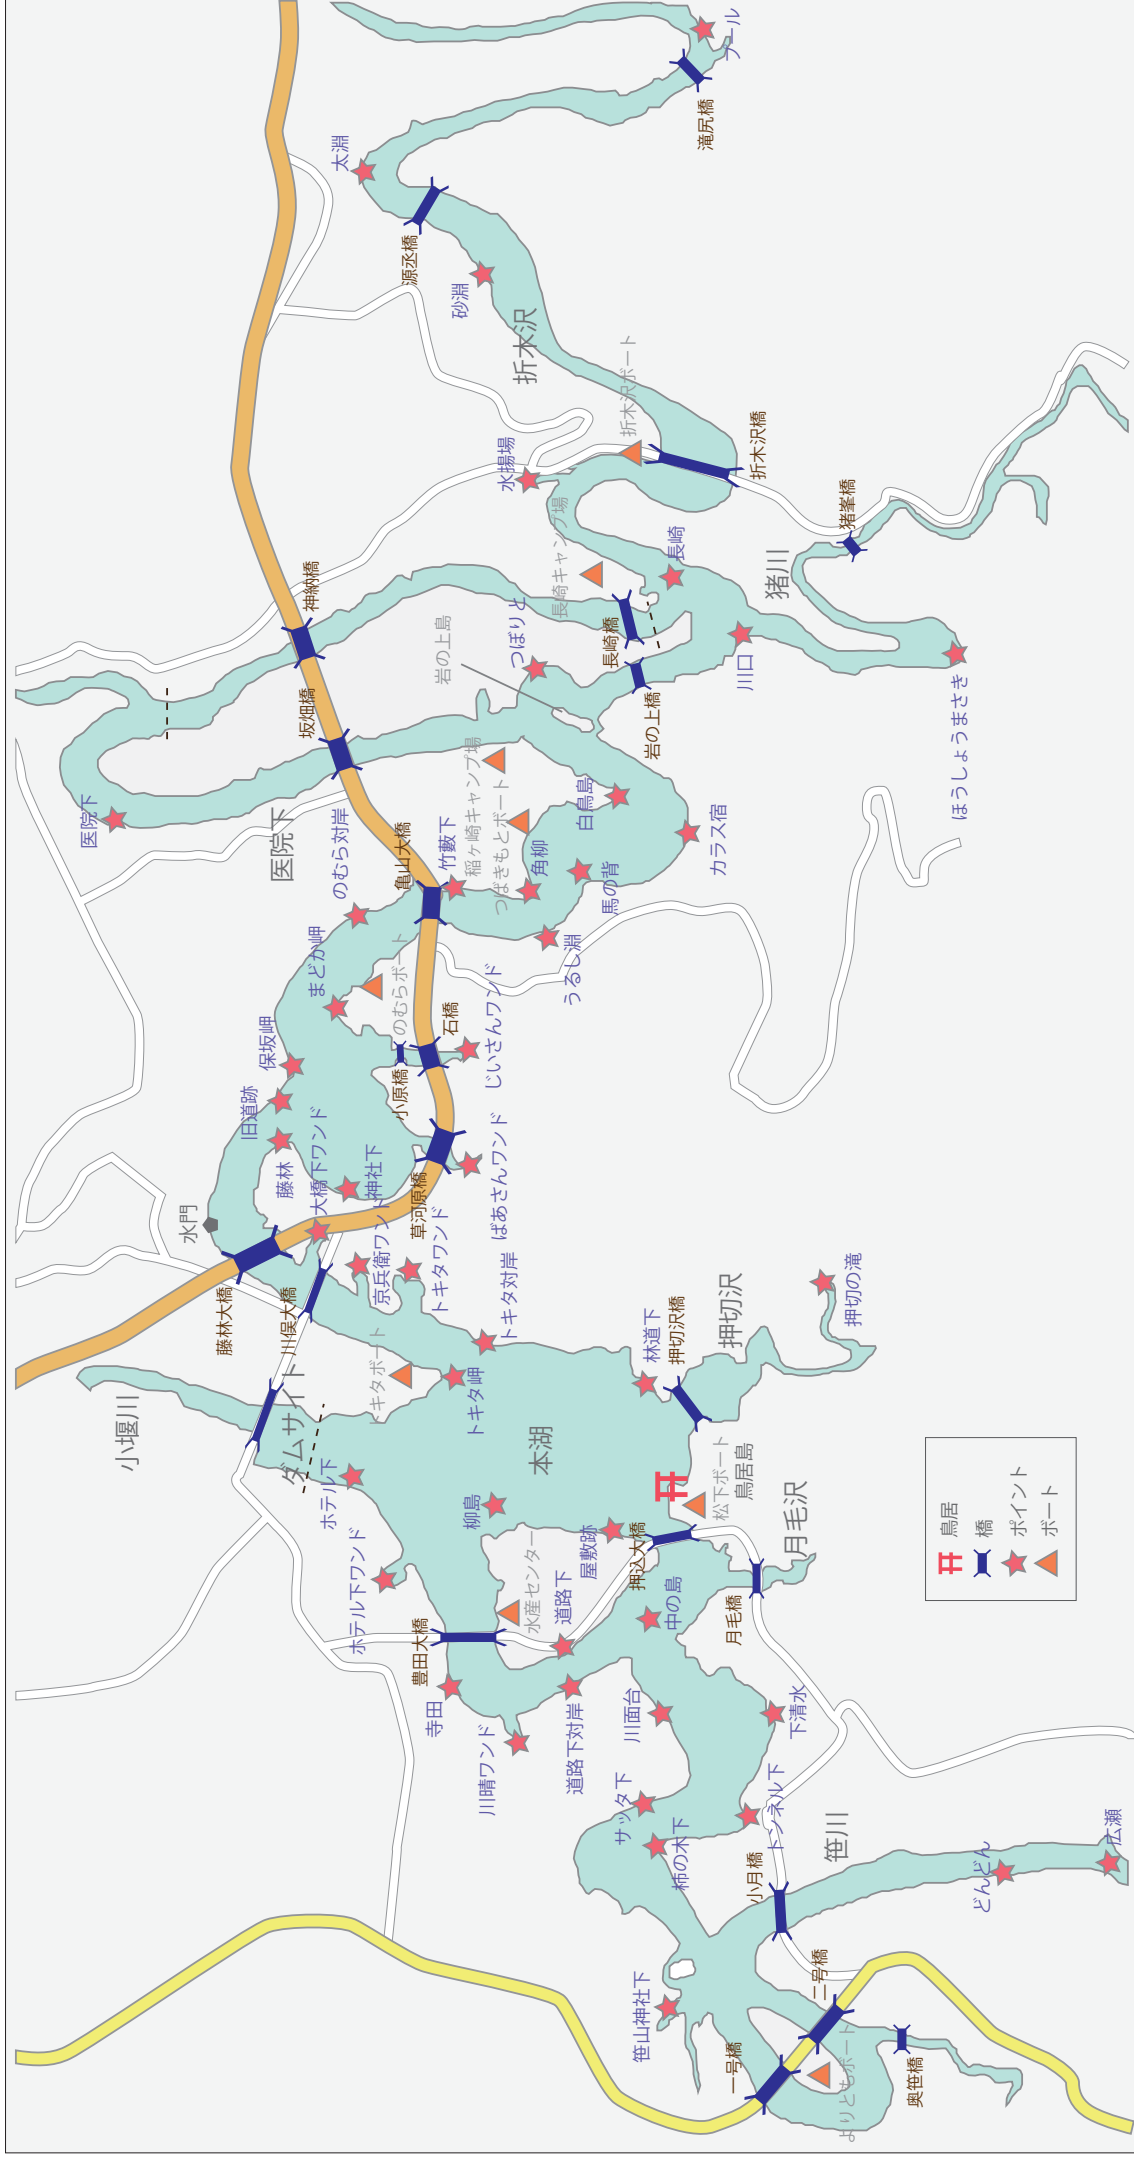 プール
滝尻橋
太淵
源丞橋
砂淵
折木沢
折木沢ボート
水揚場
折木沢橋
猪峯橋
猪川
長崎
長崎キャンプ場
神納橋
つぼりと
岩の上島
長崎橋
川口
ほうしょうまさき
坂畑橋
岩の上橋
医院下
医院下
のむら対岸
亀山大橋
竹藪下
稲ヶ崎キャンプ場
つばきもとボート
角柳
白鳥島
馬の背
カラス宿
うるし淵
まどか岬
のむらボート
石橋
じいさんワンド
保坂岬
小原橋
旧道跡
藤林
大橋下ワンド
神社下
草河原橋
ばあさんワンド
水門
京兵衛ワンド
トキタワンド
トキタ対岸
藤林大橋
川俣大橋
トキタボート
トキタ岬
小堰川
ダムサイト
林道下
押切沢橋
押切沢
押切の滝
本湖
ホテル下
柳島
松下ボート
鳥居島
月毛沢
屋敷跡
押込大橋
ホテル下ワンド
水産センター
道路下
中の島
月毛橋
豊田大橋
寺田
川晴ワンド
道路下対岸
川面台
下清水
サッタ下
柿の木下
トンネル下
笹川
小月橋
どんどん
広瀬
笹山神社下
二号橋
一号橋
よりともボート
奥笹橋
鳥居
橋
ポイント
ボート